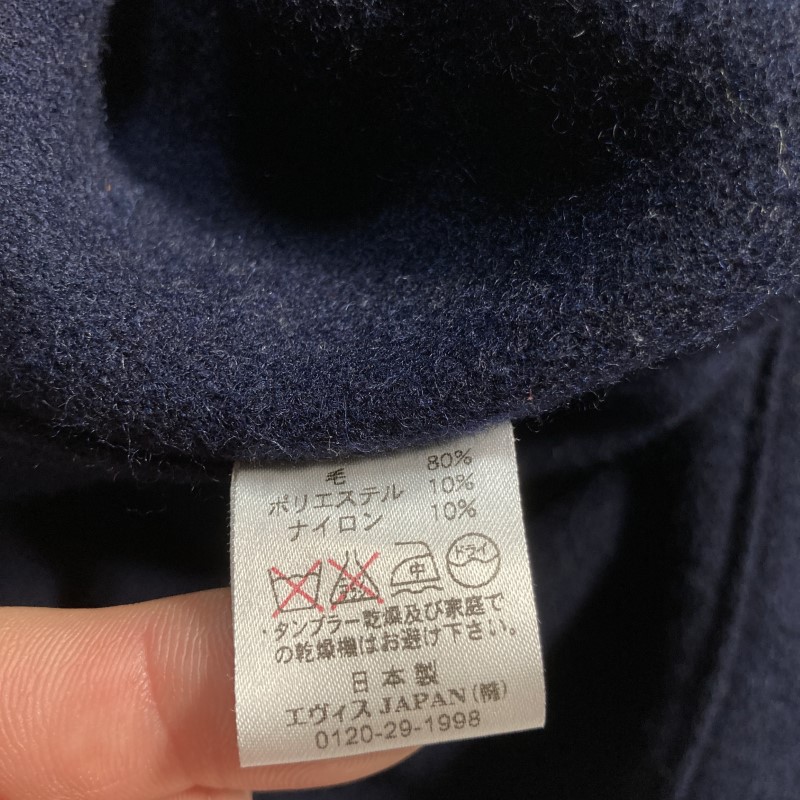 毛 80%
ポリエステル 10%
ナイロン 10%
中 ドライ
・タンブラー乾燥及び家庭で
の乾燥機はお避け下さい。
日本製
エヴィス JAPAN (株)
0120-29-1998